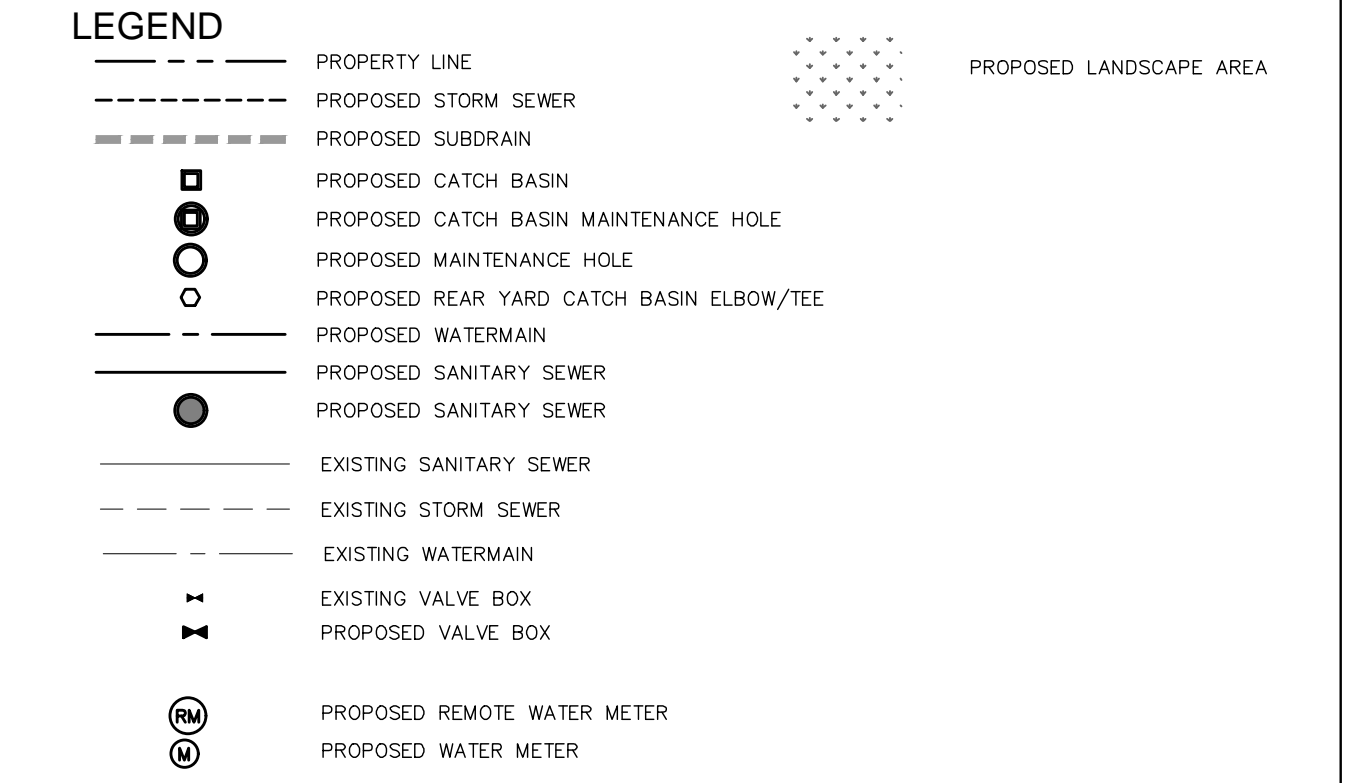 LEGEND
PROPERTY LINE
PROPOSED STORM SEWER
PROPOSED SUBDRAIN
PROPOSED CATCH BASIN
PROPOSED CATCH BASIN MAINTENANCE HOLE
PROPOSED MAINTENANCE HOLE
PROPOSED REAR YARD CATCH BASIN ELBOW/TEE
PROPOSED WATERMAIN
PROPOSED SANITARY SEWER
PROPOSED SANITARY SEWER
EXISTING SANITARY SEWER
EXISTING STORM SEWER
EXISTING WATERMAIN
EXISTING VALVE BOX
PROPOSED VALVE BOX
RM PROPOSED REMOTE WATER METER
M PROPOSED WATER METER
PROPOSED LANDSCAPE AREA